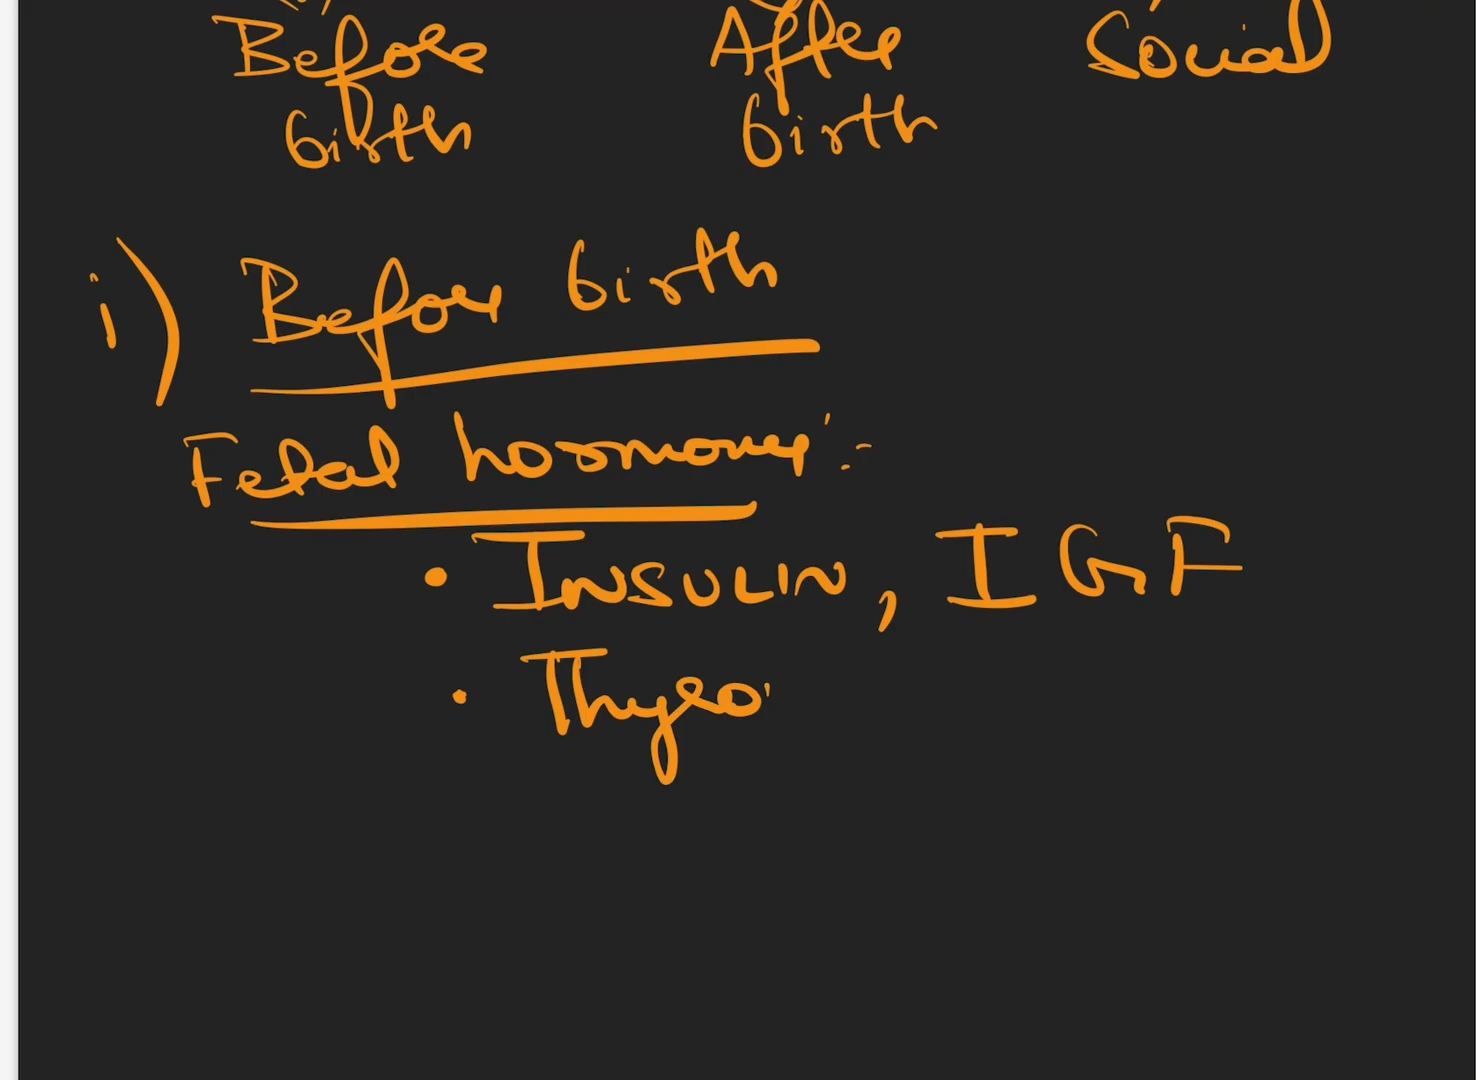 Before After Social
birth birth
i) Before birth
Fetal hormones :-
• INSULIN, IGF
• Thyro